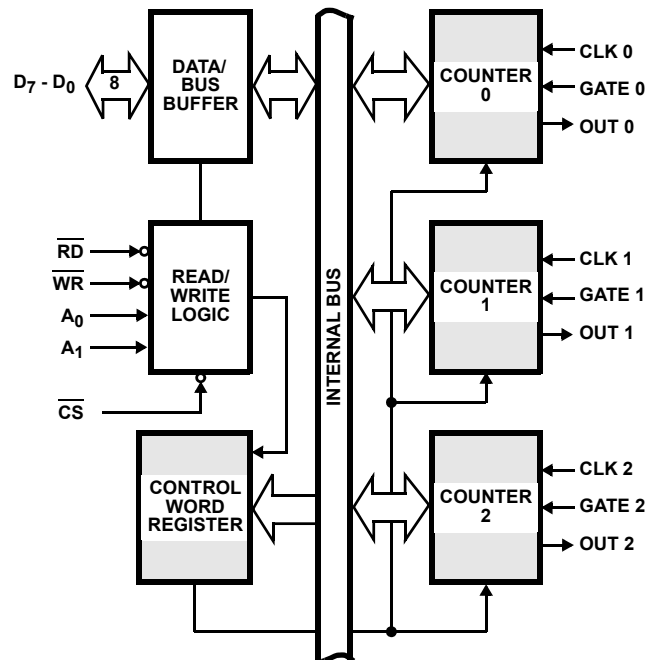 D7 - D0
8
DATA/
BUS
BUFFER
RD
WR
A0
A1
CS
READ/
WRITE
LOGIC
CONTROL
WORD
REGISTER
INTERNAL BUS
COUNTER
0
CLK 0
GATE 0
OUT 0
COUNTER
1
CLK 1
GATE 1
OUT 1
COUNTER
2
CLK 2
GATE 2
OUT 2